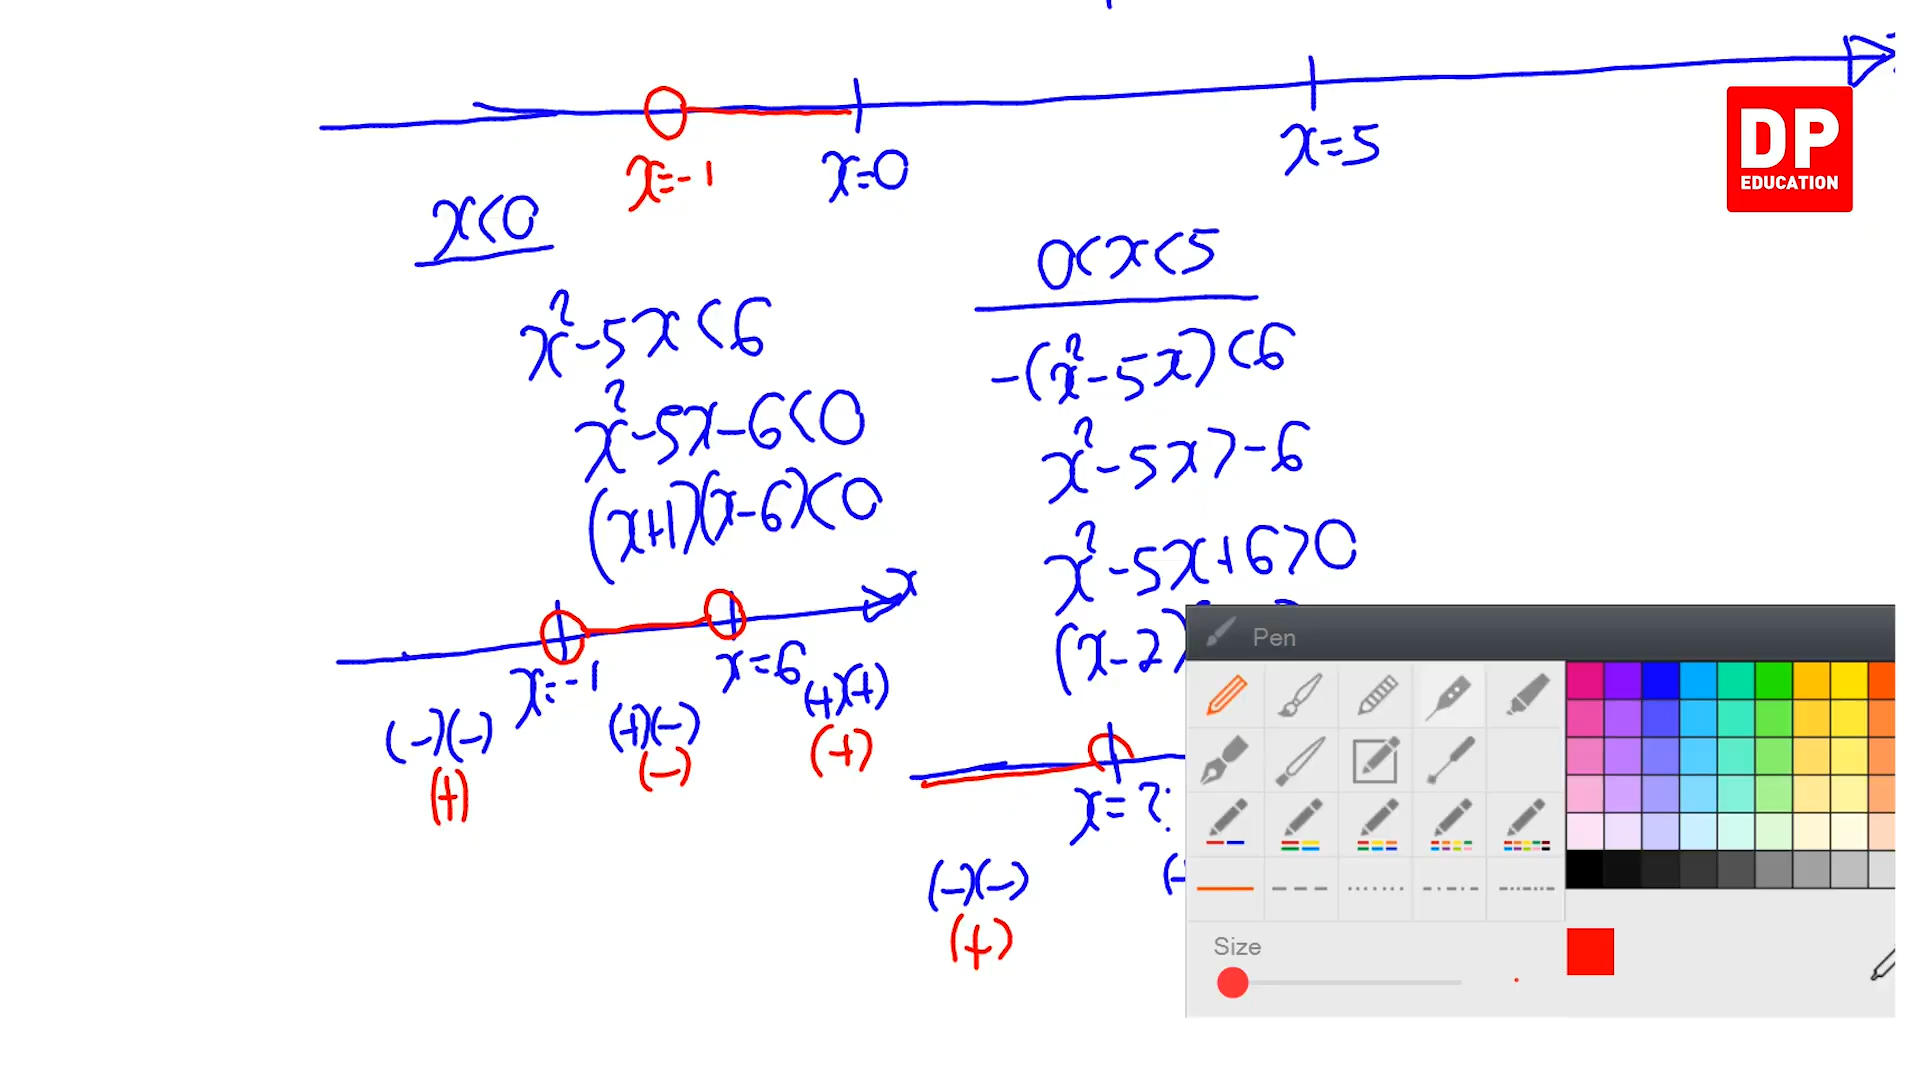 x=-1
x=0
x=5
DP
EDUCATION
x<0
x²-5x<6
x²-5x-6<0
(x+1)(x-6)<0
x
x=-1
x=6
(-)(-)
(+)(-)
(+)(+)
(+)
(-)
(+)
0<x<5
-(x²-5x)<6
x²-5x>-6
x²-5x+6>0
(x-2)
(-)(-)
(+)
Pen
Size